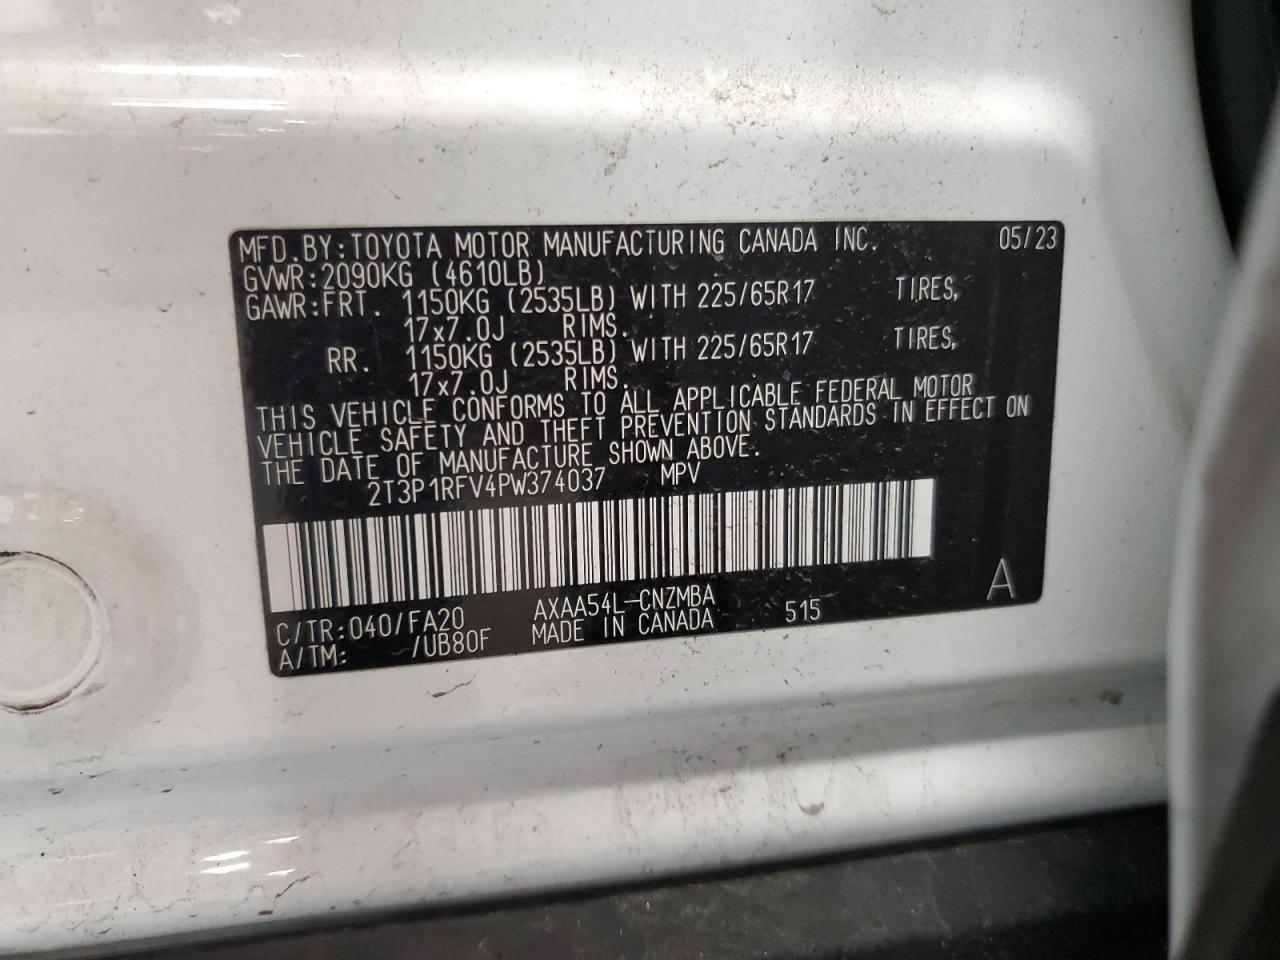 MFD.BY:TOYOTA MOTOR MANUFACTURING CANADA INC. 05/23
GVWR:2090KG (4610LB)
GAWR:FRT. 1150KG (2535LB) WITH 225/65R17 TIRES,
17x7.0J RIMS.
RR. 1150KG (2535LB) WITH 225/65R17 TIRES,
17x7.0J RIMS.
THIS VEHICLE CONFORMS TO ALL APPLICABLE FEDERAL MOTOR
VEHICLE SAFETY AND THEFT PREVENTION STANDARDS IN EFFECT ON
THE DATE OF MANUFACTURE SHOWN ABOVE.
2T3P1RFV4PW374037 MPV
C/TR:040/FA20 AXAA54L-CNZMBA 515 A
A/TM: -/UB80F MADE IN CANADA